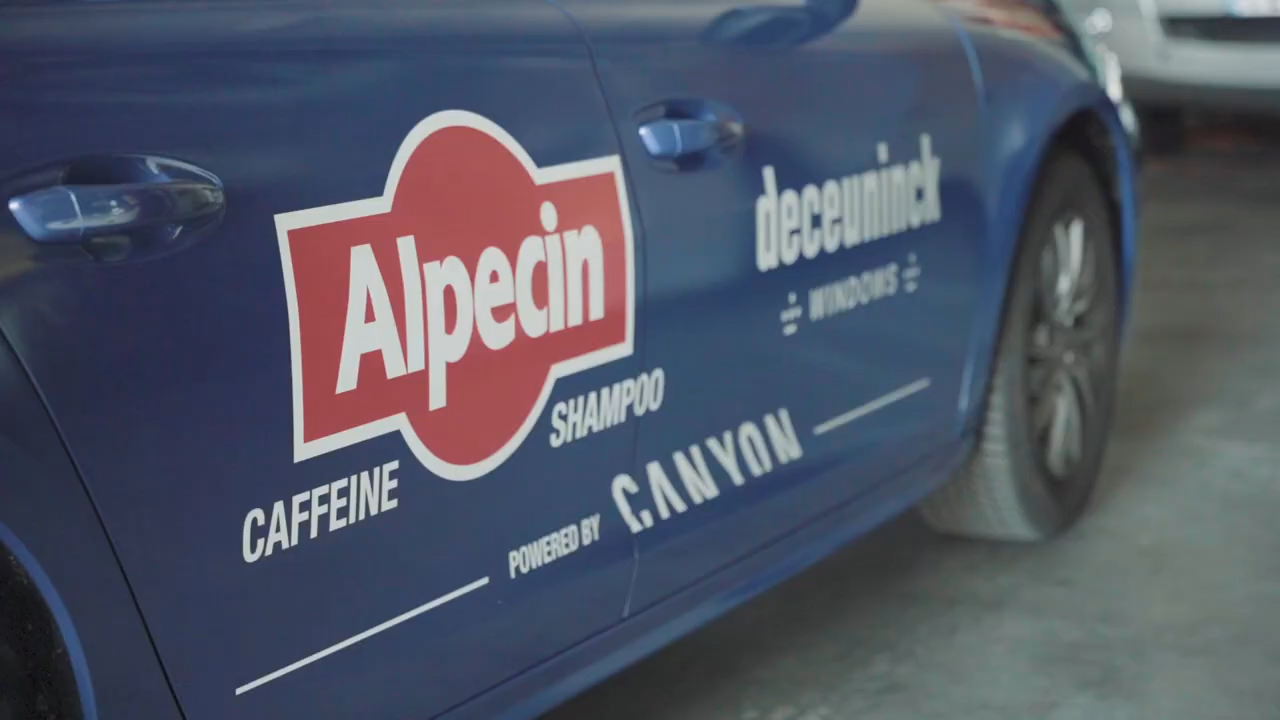 Alpecin
CAFFEINE SHAMPOO
deceuninck
WINDOWS
POWERED BY CANYON